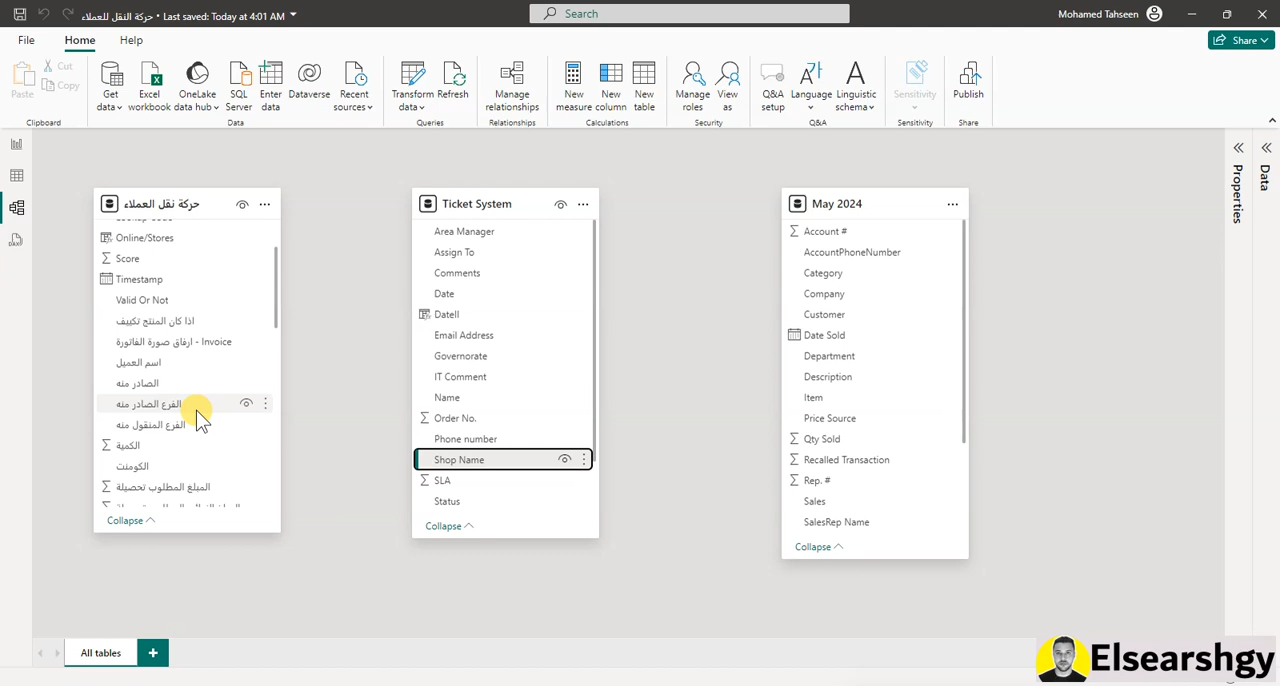 حركة النقل للعملاء • Last saved: Today at 4:01 AM
Search
Mohamed Tahseen
File
Home
Help
Share
Paste
Cut
Copy
Clipboard
Get data
Excel workbook
OneLake data hub
SQL Server
Enter data
Dataverse
Recent sources
Data
Transform data
Refresh
Queries
Manage relationships
Relationships
New measure
New column
New table
Calculations
Manage roles
View as
Security
Q&A setup
Language
Linguistic schema
Q&A
Sensitivity
Sensitivity
Publish
Share
حركة نقل العملاء
Online/Stores
Score
Timestamp
Valid Or Not
اذا كان المنتج تكييف
ارفاق صورة الفاتورة - Invoice
اسم العميل
الصادر منه
الفرع الصادر منه
الفرع المنقول منه
الكمية
الكومنت
المبلغ المطلوب تحصيلة
Collapse
Ticket System
Area Manager
Assign To
Comments
Date
Datell
Email Address
Governorate
IT Comment
Name
Order No.
Phone number
Shop Name
SLA
Status
Collapse
May 2024
Account #
AccountPhoneNumber
Category
Company
Customer
Date Sold
Department
Description
Item
Price Source
Qty Sold
Recalled Transaction
Rep. #
Sales
SalesRep Name
Collapse
Properties
Data
All tables
Elsearshgy